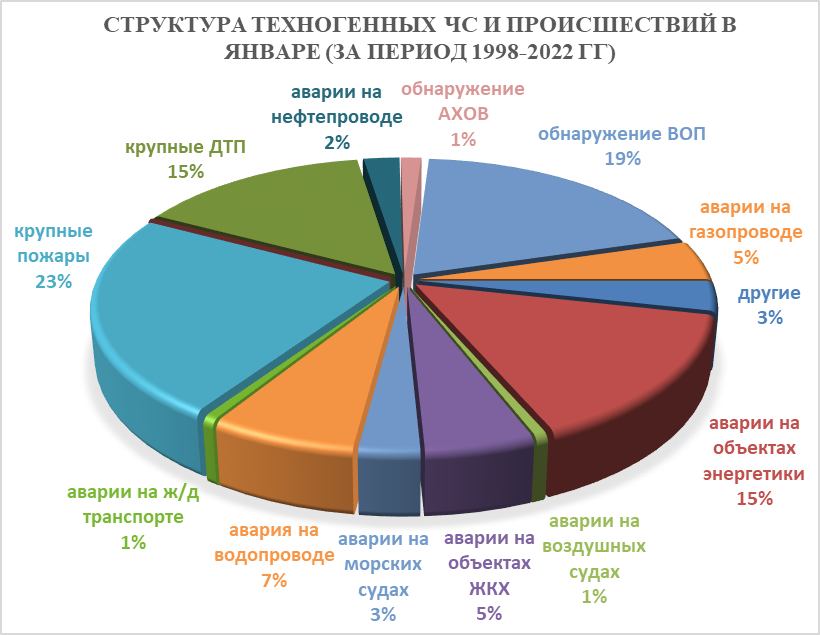 СТРУКТУРА ТЕХНОГЕННЫХ ЧС И ПРОИСШЕСТВИЙ В
ЯНВАРЕ (ЗА ПЕРИОД 1998-2022 ГГ)
обнаружение
АХОВ
1%
обнаружение ВОП
19%
аварии на
газопроводе
5%
другие
3%
аварии на
объектах
энергетики
15%
аварии на
воздушных
судах
1%
аварии на
объектах
ЖКХ
5%
аварии на
морских
судах
3%
авария на
водопроводе
7%
аварии на ж/д
транспорте
1%
крупные
пожары
23%
крупные ДТП
15%
аварии на
нефтепроводе
2%